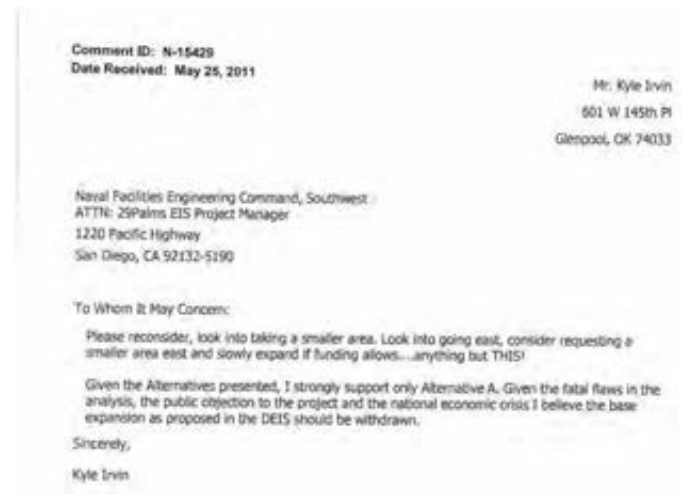 Comment ID: N-15429
Date Received: May 25, 2011
Mr. Kyle Irvin
601 W 145th Pl
Glenpool, OK 74033
Naval Facilities Engineering Command, Southwest
ATTN: 29Palms EIS Project Manager
1220 Pacific Highway
San Diego, CA 92132-5190
To Whom It May Concern:
Please reconsider, look into taking a smaller area. Look into going east, consider requesting a
smaller area east and slowly expand if funding allows....anything but THIS!
Given the Alternatives presented, I strongly support only Alternative A. Given the fatal flaws in the
analysis, the public objection to the project and the national economic crisis I believe the base
expansion as proposed in the DEIS should be withdrawn.
Sincerely,
Kyle Irvin